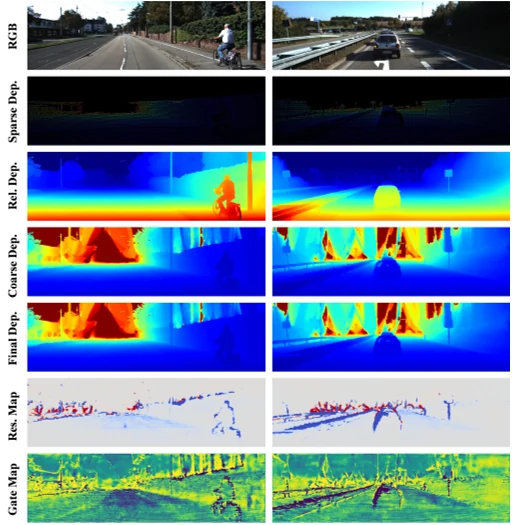 RGB
Sparse Dep.
Rel. Dep.
Coarse Dep.
Final Dep.
Res. Map
Gate Map